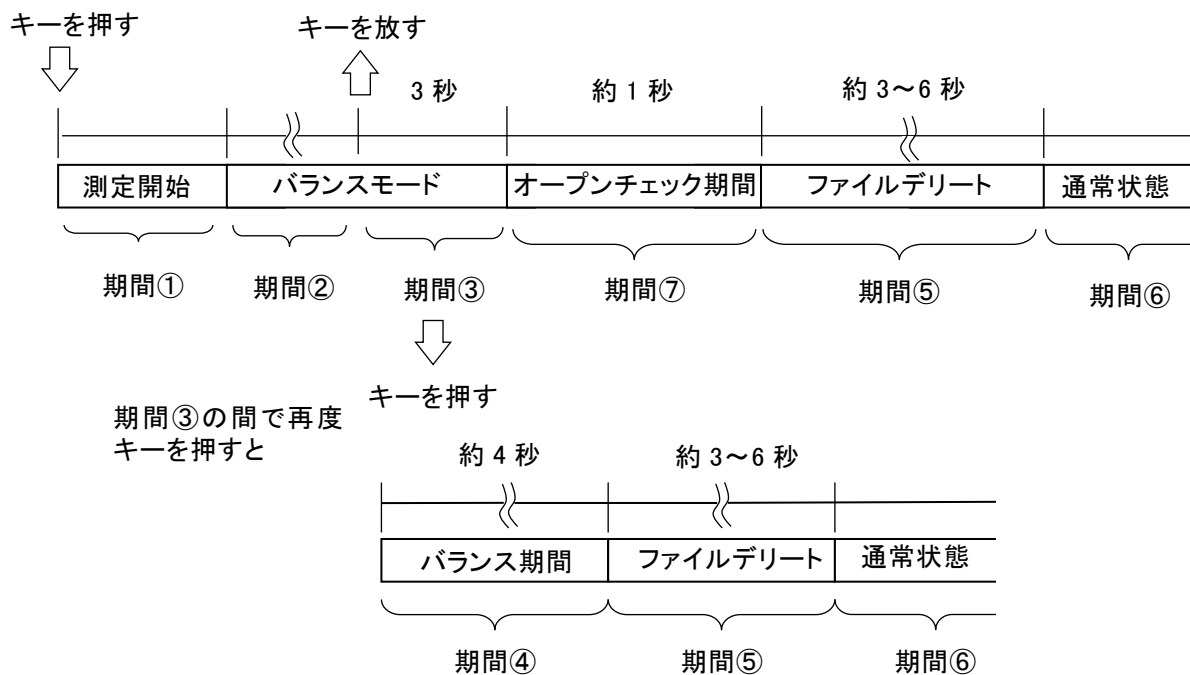 キーを押す
キーを放す
3 秒
約 1 秒
約 3～6 秒
測定開始
バランスモード
オープンチェック期間
ファイルデリート
通常状態
期間①
期間②
期間③
期間⑦
期間⑤
期間⑥
キーを押す
期間③の間で再度
キーを押すと
約 4 秒
約 3～6 秒
バランス期間
ファイルデリート
通常状態
期間④
期間⑤
期間⑥